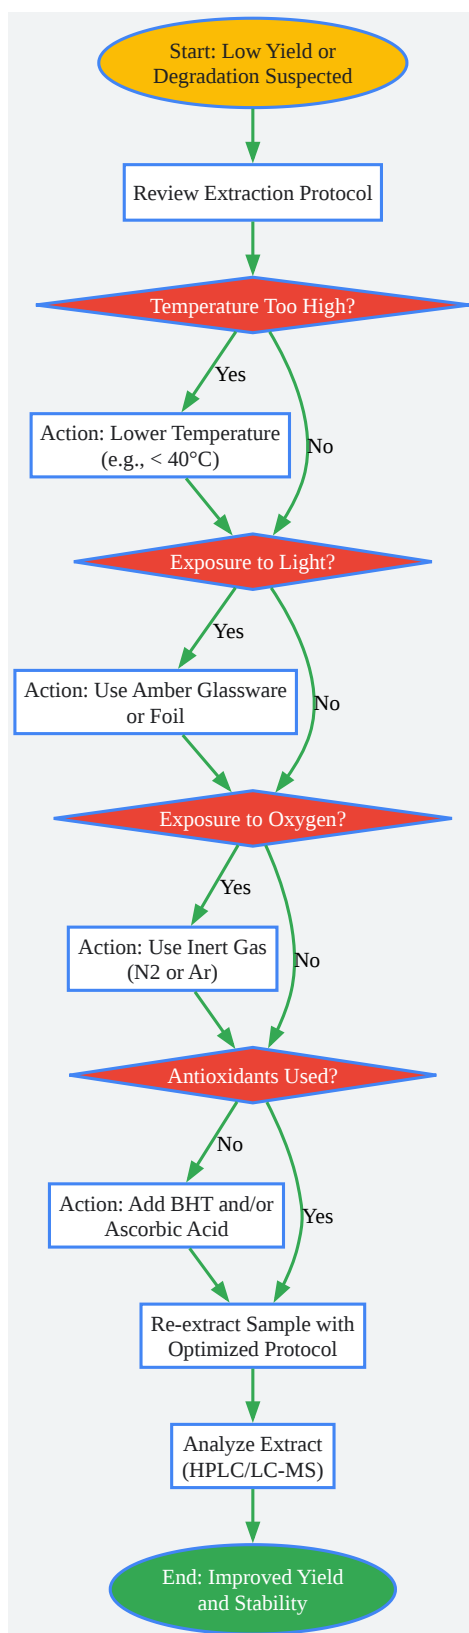 Start: Low Yield or
Degradation Suspected
Review Extraction Protocol
Temperature Too High?
Yes
Action: Lower Temperature
(e.g., < 40°C)
No
Exposure to Light?
Yes
Action: Use Amber Glassware
or Foil
No
Exposure to Oxygen?
Yes
Action: Use Inert Gas
(N2 or Ar)
No
Antioxidants Used?
No
Action: Add BHT and/or
Ascorbic Acid
Yes
Re-extract Sample with
Optimized Protocol
Analyze Extract
(HPLC/LC-MS)
End: Improved Yield
and Stability